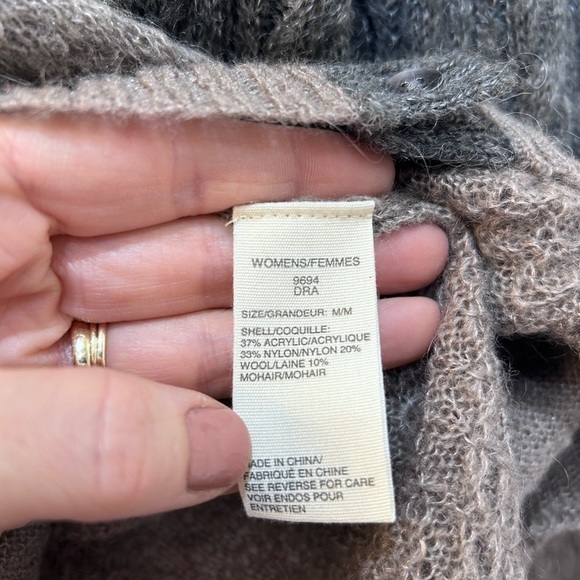 WOMENS/FEMMES
9694
DRA
SIZE/GRANDEUR: M/M
SHELL/COQUILLE:
37% ACRYLIC/ACRYLIQUE
33% NYLON/NYLON 20%
WOOL/LAINE 10%
MOHAIR/MOHAIR
MADE IN CHINA/
FABRIQUÉ EN CHINE
SEE REVERSE FOR CARE
VOIR ENDOS POUR
ENTRETIEN